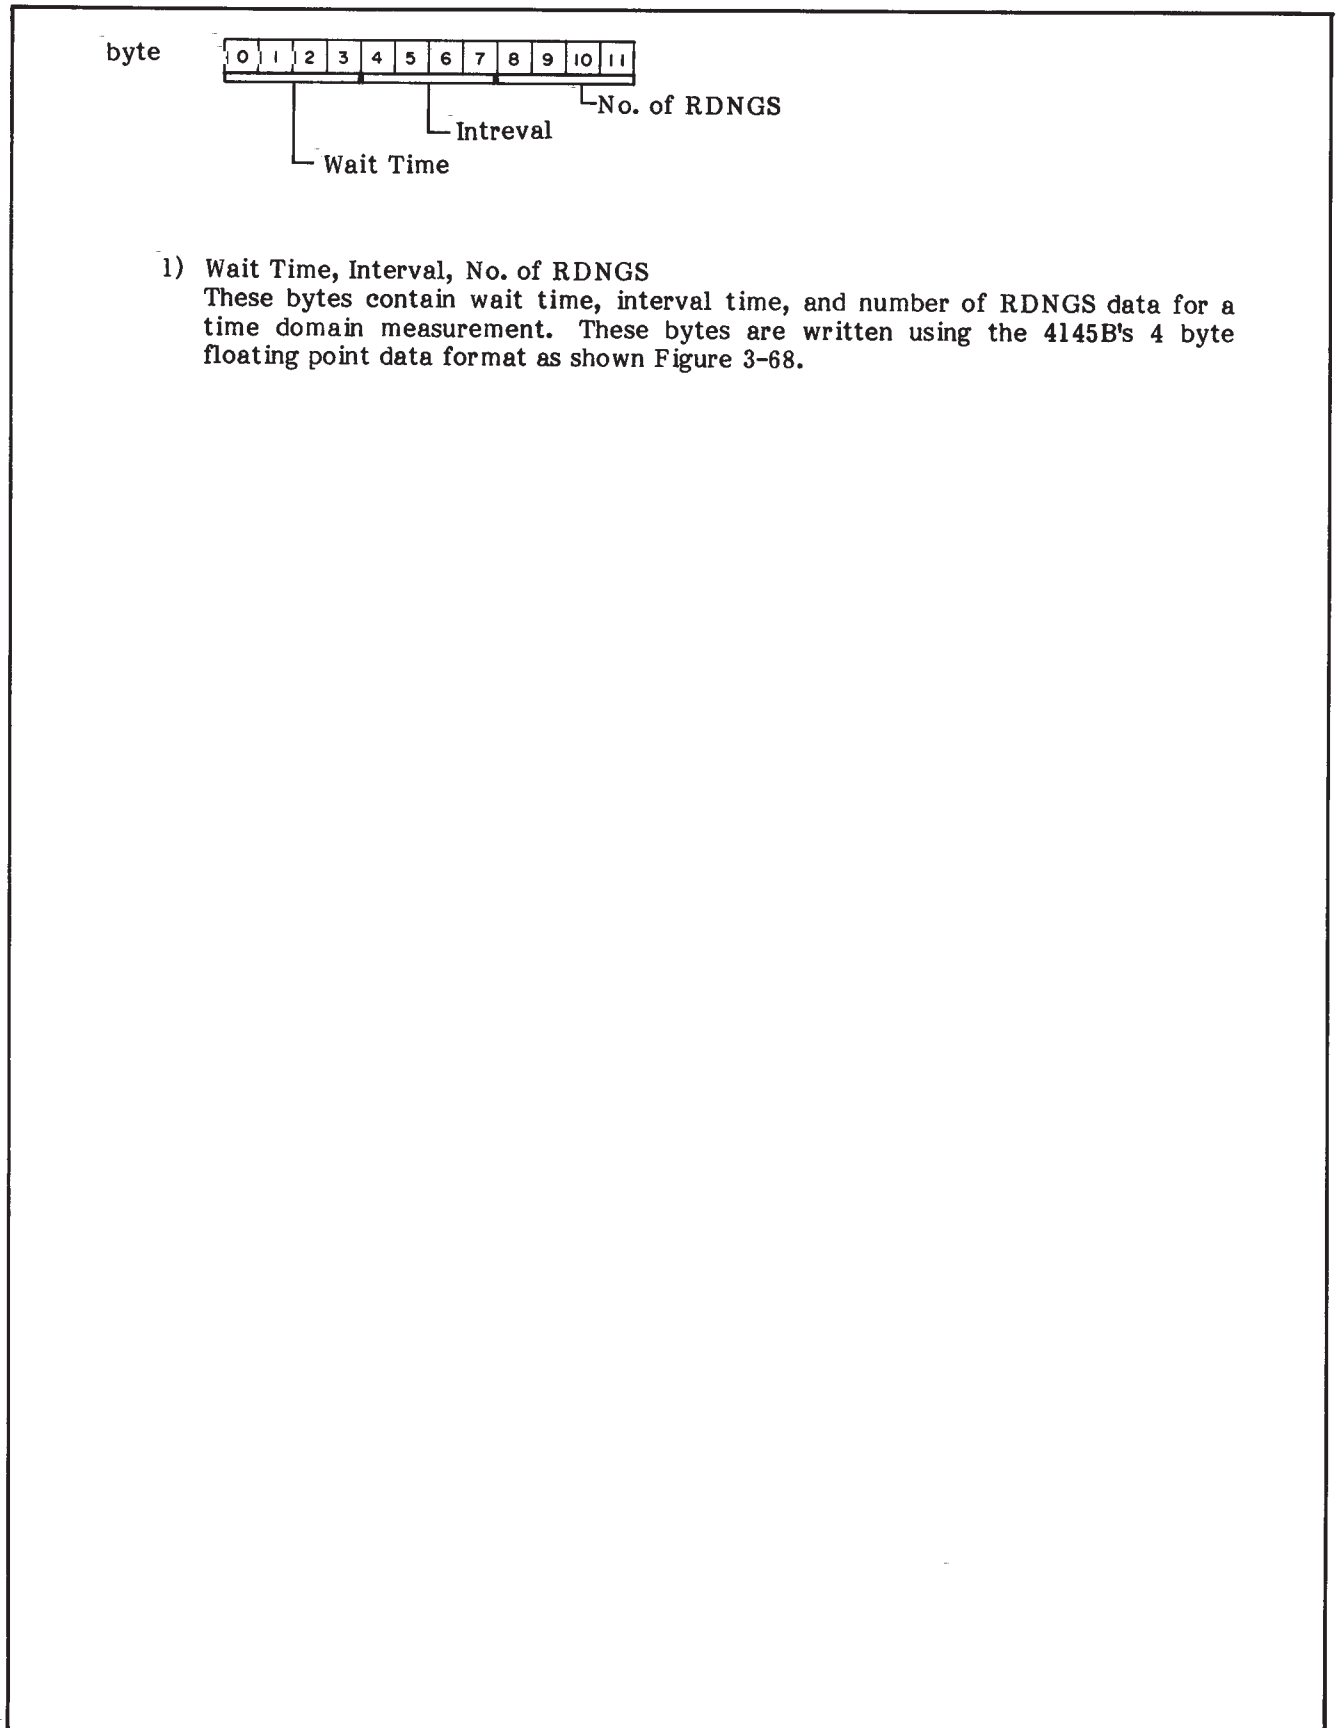 byte 0 1 2 3 4 5 6 7 8 9 10 11
No. of RDNGS
Intreval
Wait Time
1) Wait Time, Interval, No. of RDNGS
These bytes contain wait time, interval time, and number of RDNGS data for a
time domain measurement. These bytes are written using the 4145B's 4 byte
floating point data format as shown Figure 3-68.